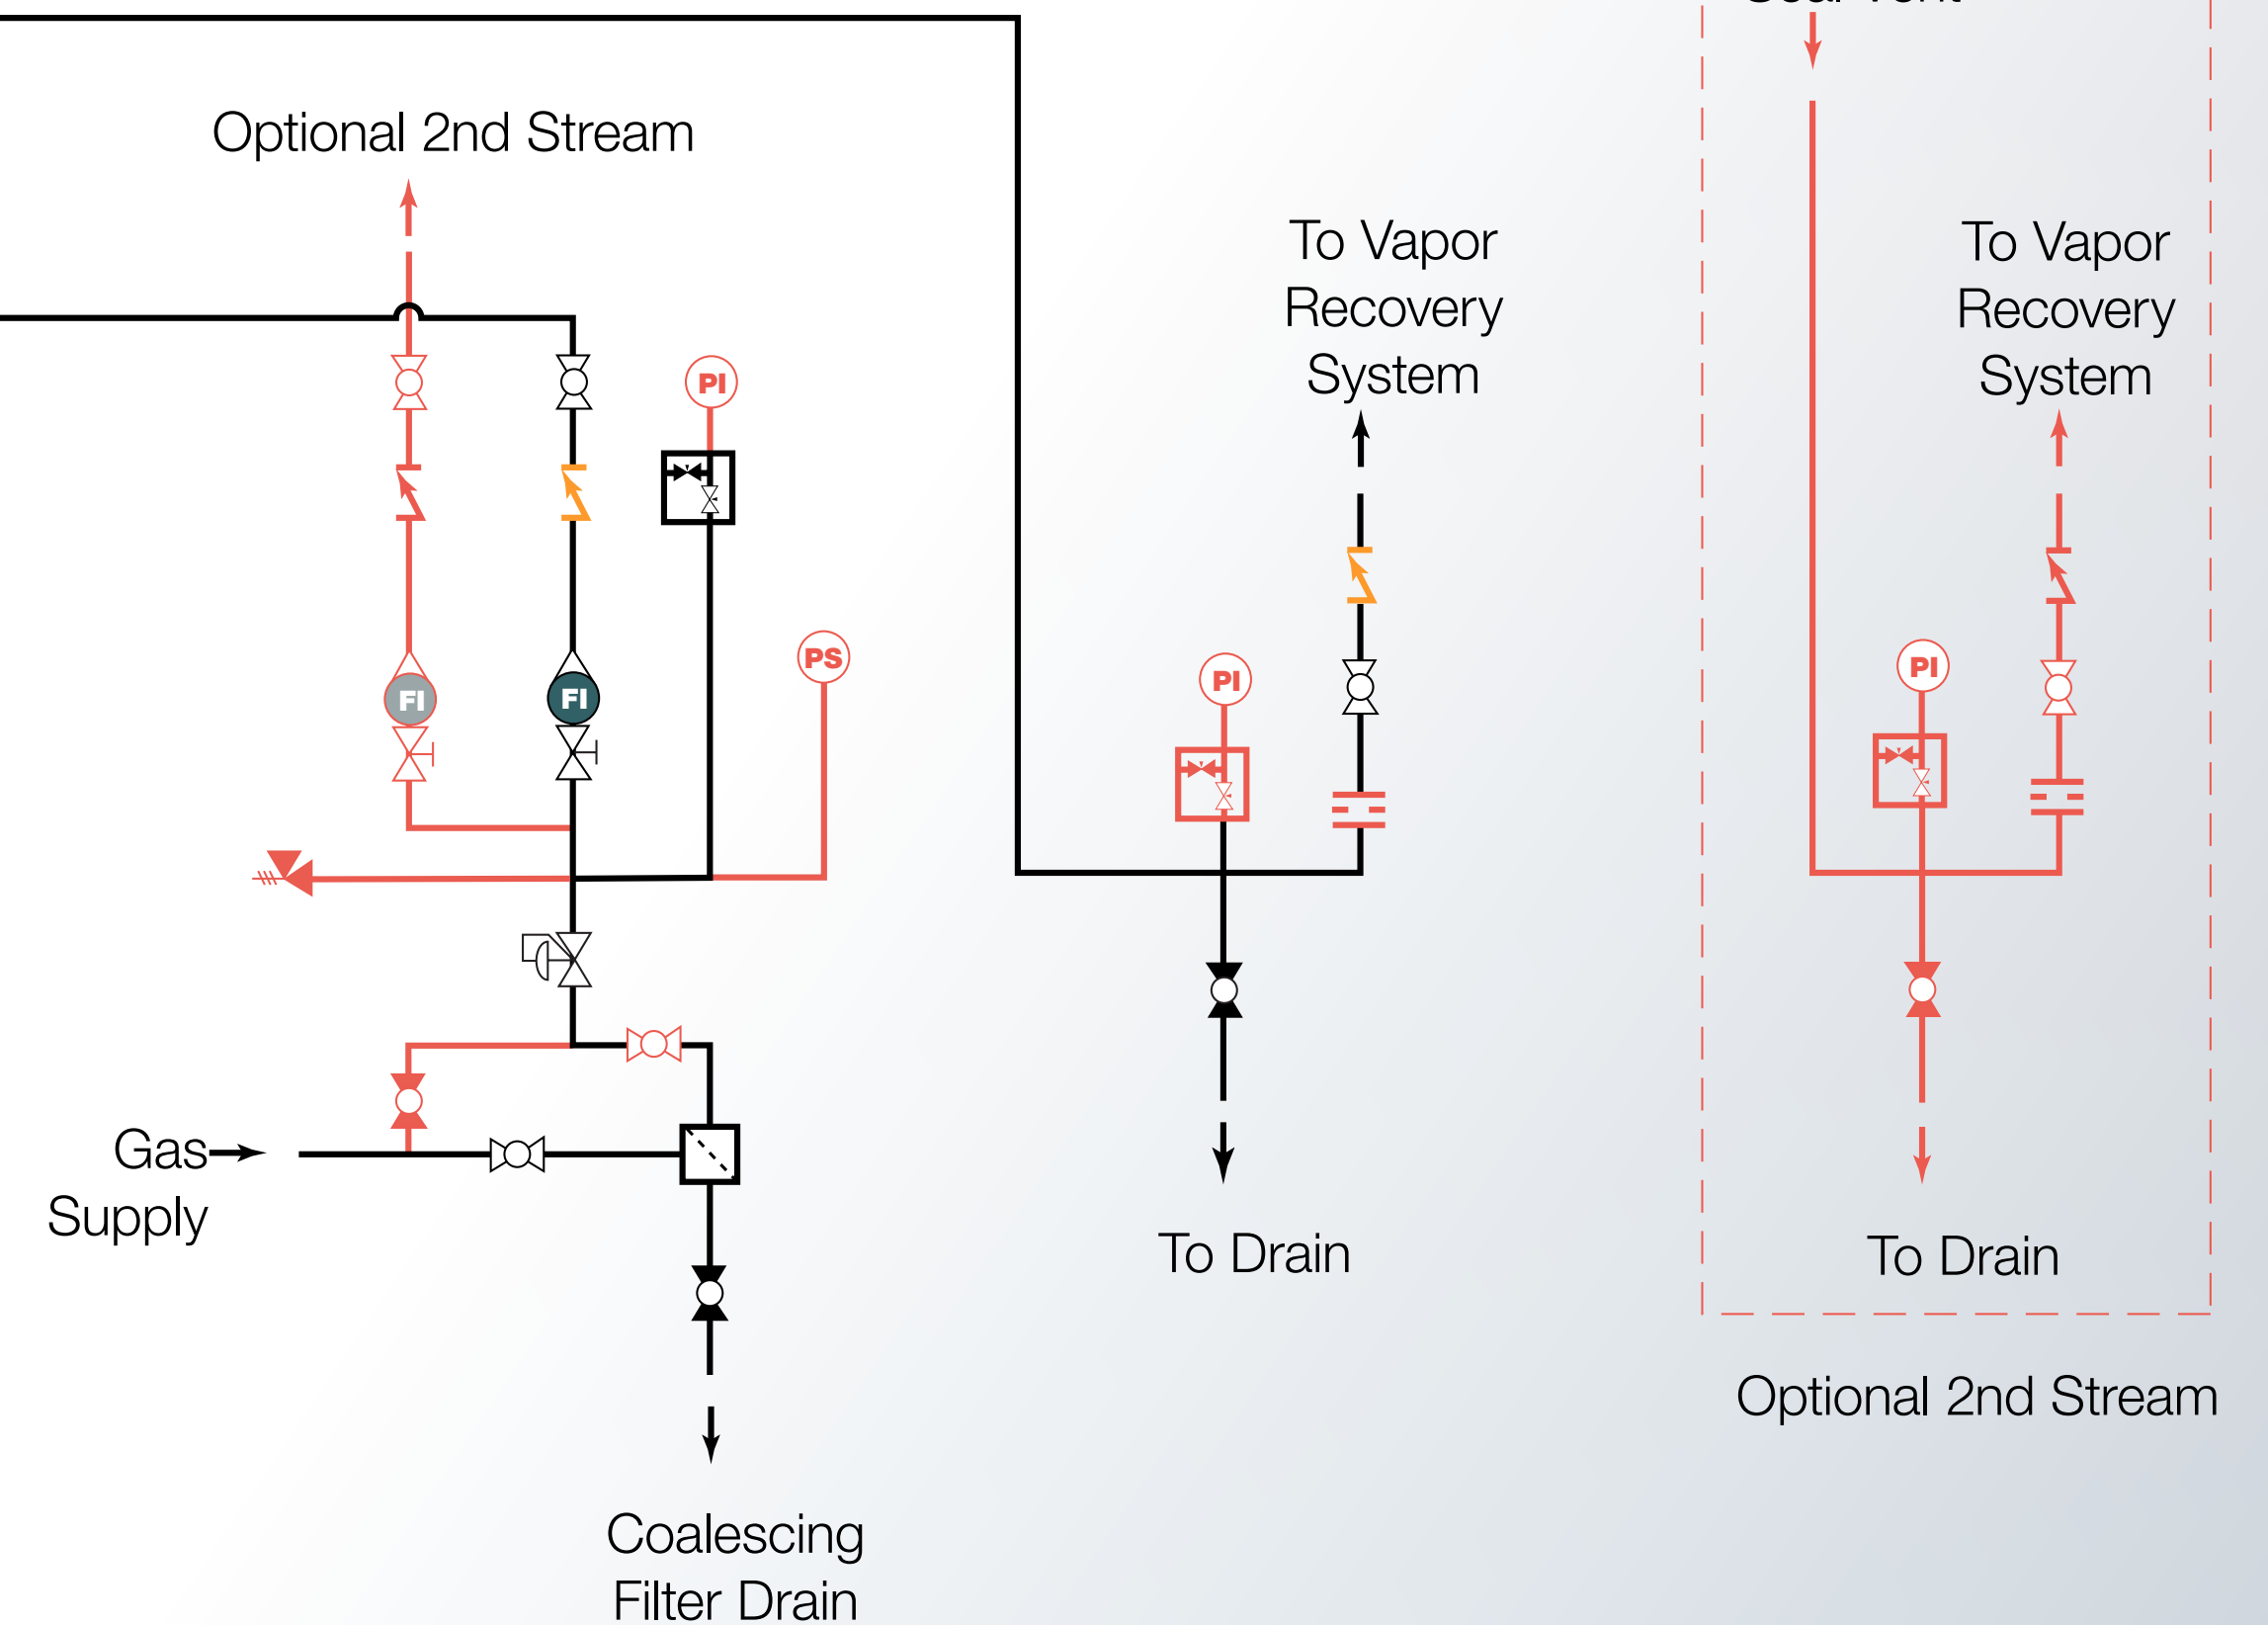 Optional 2nd Stream
To Vapor
Recovery
System
To Vapor
Recovery
System
PI
PS
PI
PI
FI
FI
Gas
Supply
To Drain
To Drain
Optional 2nd Stream
Coalescing
Filter Drain